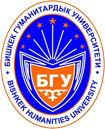 БИШКЕК ГУМАНИТАРДЫК УНИВЕРСИТЕТИ
БГУ
BISHKEK HUMANITIES UNIVERSITY